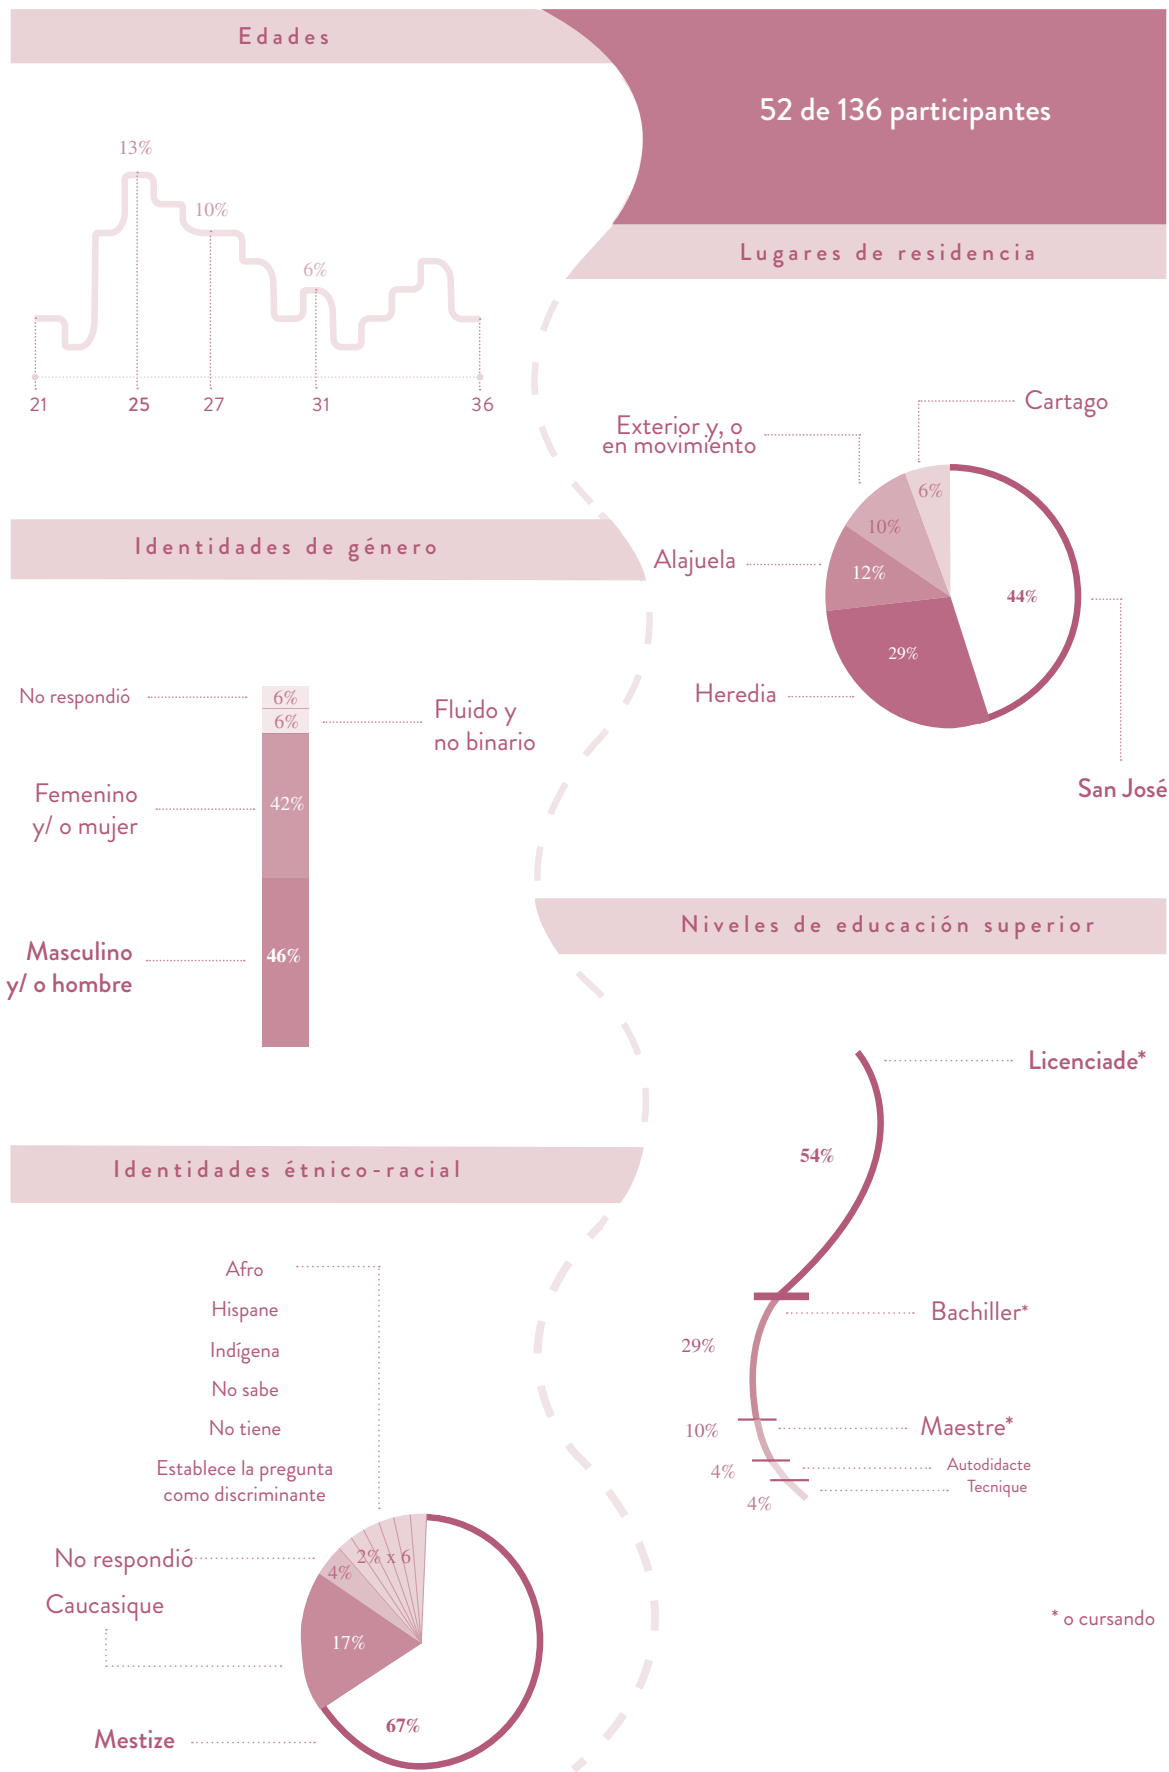 Edades
13%
10%
6%
21
25
27
31
36
52 de 136 participantes
Lugares de residencia
Cartago
Exterior y, o
en movimiento
6%
10%
Alajuela
12%
44%
29%
Heredia
San José
Identidades de género
No respondió
6%
6%
Fluido y
no binario
Femenino
y/ o mujer
42%
Masculino
y/ o hombre
46%
Niveles de educación superior
Licenciade*
54%
Bachiller*
29%
Maestre*
10%
Autodidacte
4%
Tecnique
4%
* o cursando
Identidades étnico-racial
Afro
Hispane
Indígena
No sabe
No tiene
Establece la pregunta
como discriminante
2% x 6
No respondió
4%
Caucasique
17%
67%
Mestize